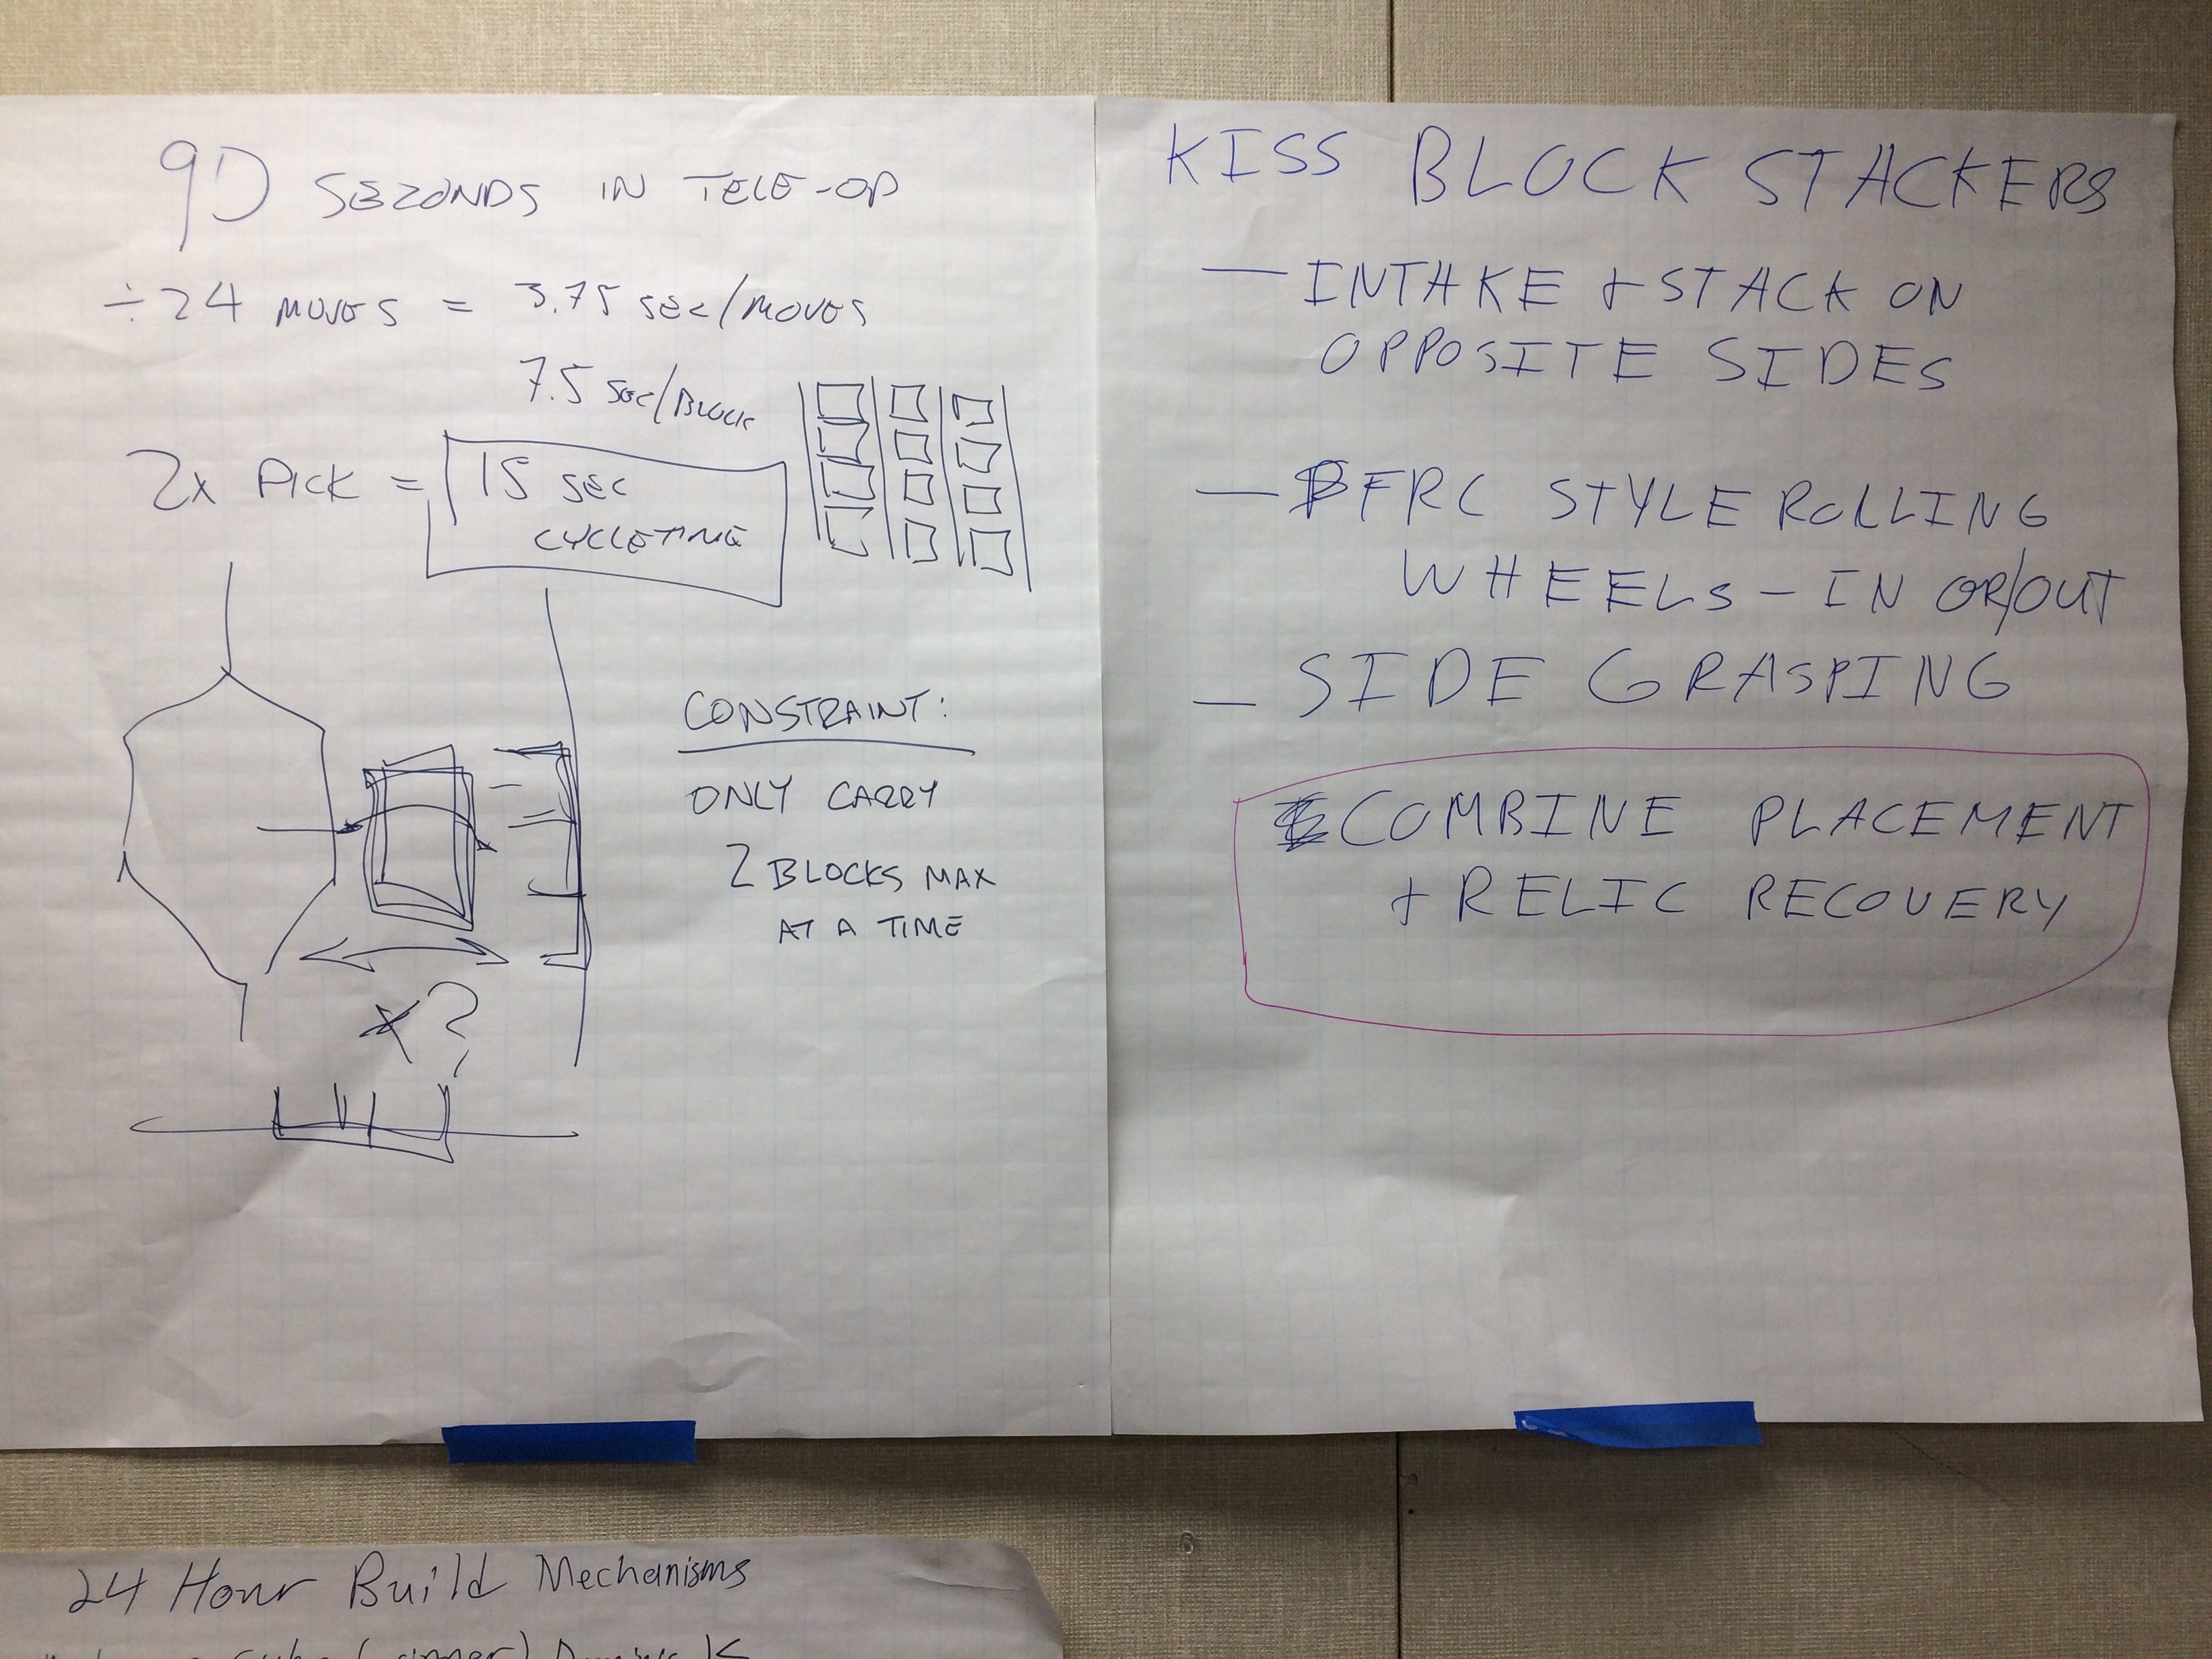 90 SECONDS IN TELE-OP
÷ 24 MOVES = 3.75 SEC/MOVES
7.5 SEC/BLOCK
2x PICK = 15 SEC
CYCLETIME
CONSTRAINT:
ONLY CARRY
2 BLOCKS MAX
AT A TIME
x?
KISS BLOCK STACKERS
— INTAKE + STACK ON
OPPOSITE SIDES
— FRC STYLE ROLLING
WHEELS – IN OR/OUT
— SIDE GRASPING
COMBINE PLACEMENT
+ RELIC RECOVERY
24 Hour Build Mechanisms